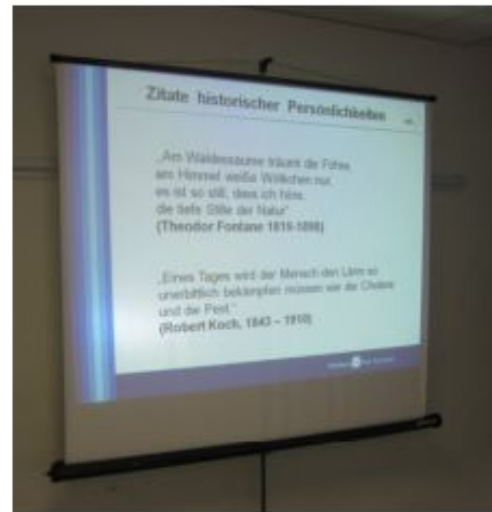 Zitate historischer Persönlichkeiten
„Am Waldessaume träumt die Föhre,
am Himmel weiße Wölkchen nur,
es ist so still, dass ich höre,
die tiefe Stille der Natur“
(Theodor Fontane 1819-1898)
„Eines Tages wird der Mensch den Lärm so
unerbittlich bekämpfen müssen wie die Cholera
und die Pest.“
(Robert Koch, 1843 – 1910)